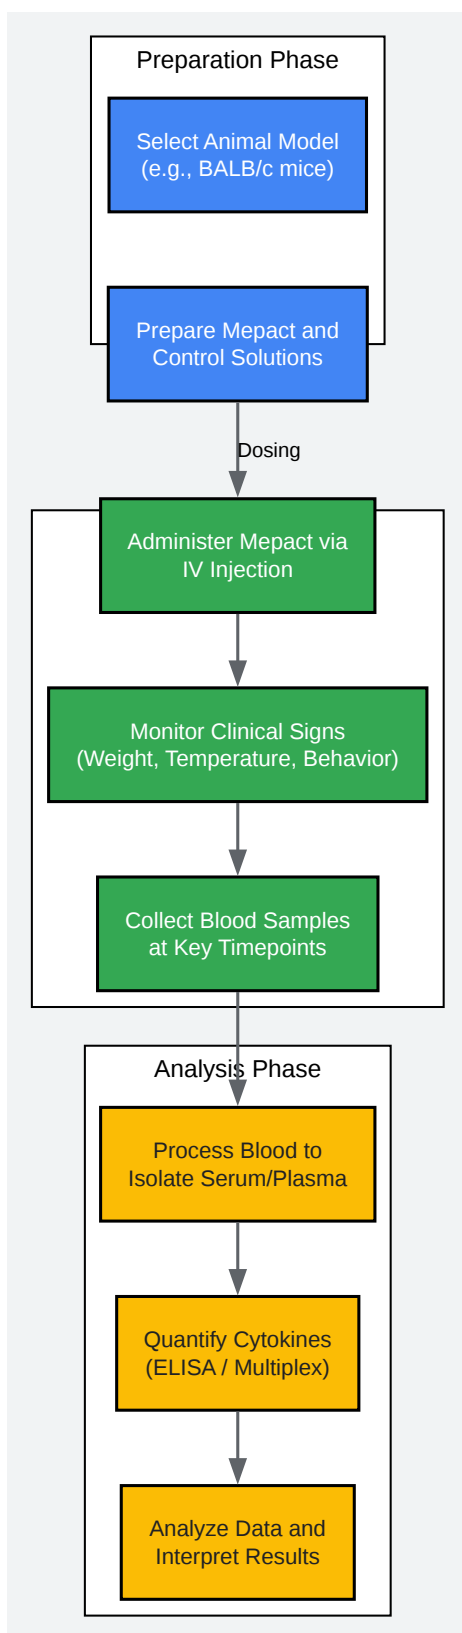 Preparation Phase
Select Animal Model
(e.g., BALB/c mice)
Prepare Mepact and
Control Solutions
Dosing
Administer Mepact via
IV Injection
Monitor Clinical Signs
(Weight, Temperature, Behavior)
Collect Blood Samples
at Key Timepoints
Analysis Phase
Process Blood to
Isolate Serum/Plasma
Quantify Cytokines
(ELISA / Multiplex)
Analyze Data and
Interpret Results